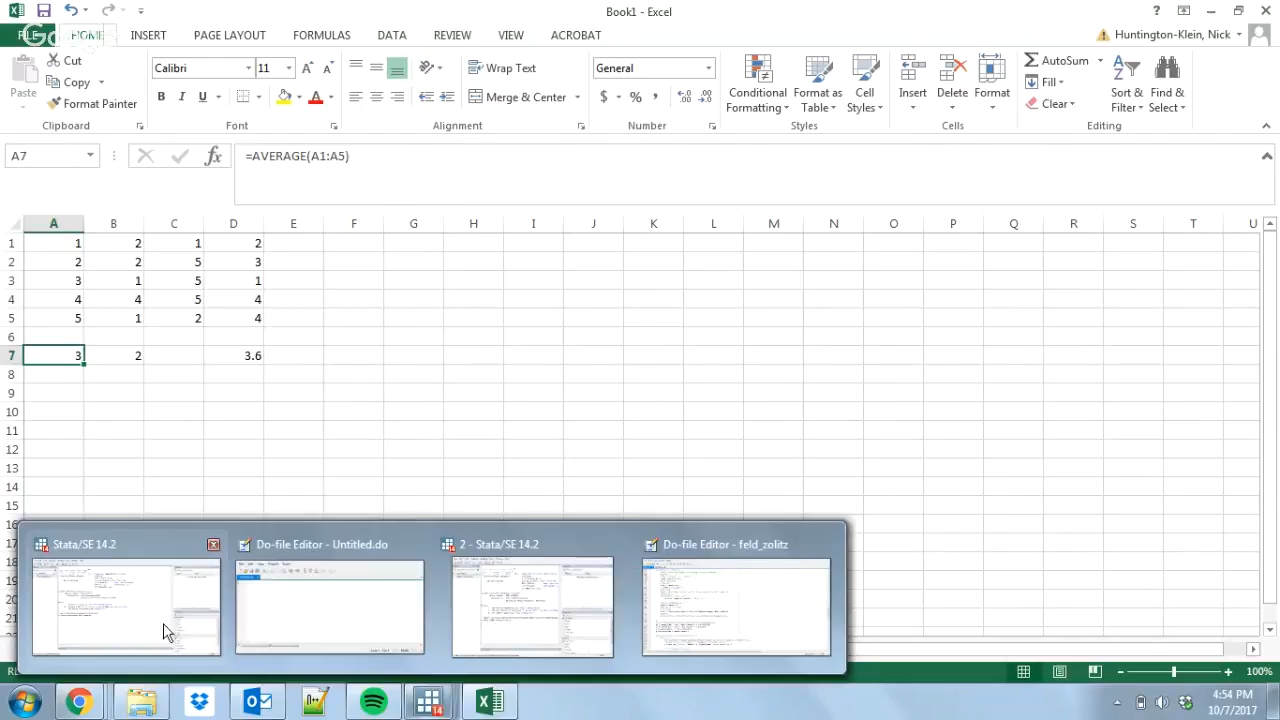 Book1 - Excel
FILE HOME INSERT PAGE LAYOUT FORMULAS DATA REVIEW VIEW ACROBAT Huntington-Klein, Nick
Paste
Cut
Copy
Format Painter
Clipboard
Calibri 11
B I U
Font
Wrap Text
Merge & Center
Alignment
General
$ % ,
Number
Conditional Formatting
Format as Table
Cell Styles
Styles
Insert Delete Format
Cells
AutoSum
Fill
Clear
Sort & Filter
Find & Select
Editing
A7 fx =AVERAGE(A1:A5)
A B C D E F G H I J K L M N O P Q R S T U
1 1 2 1 2
2 2 2 5 3
3 3 1 5 1
4 4 4 5 4
5 5 1 2 4
6
7 3 2 3.6
8
9
10
11
12
13
14
15
16
Stata/SE 14.2 Do-file Editor - Untitled.do 2 - Stata/SE 14.2 Do-file Editor - feld_zolitz
100%
4:54 PM
10/7/2017